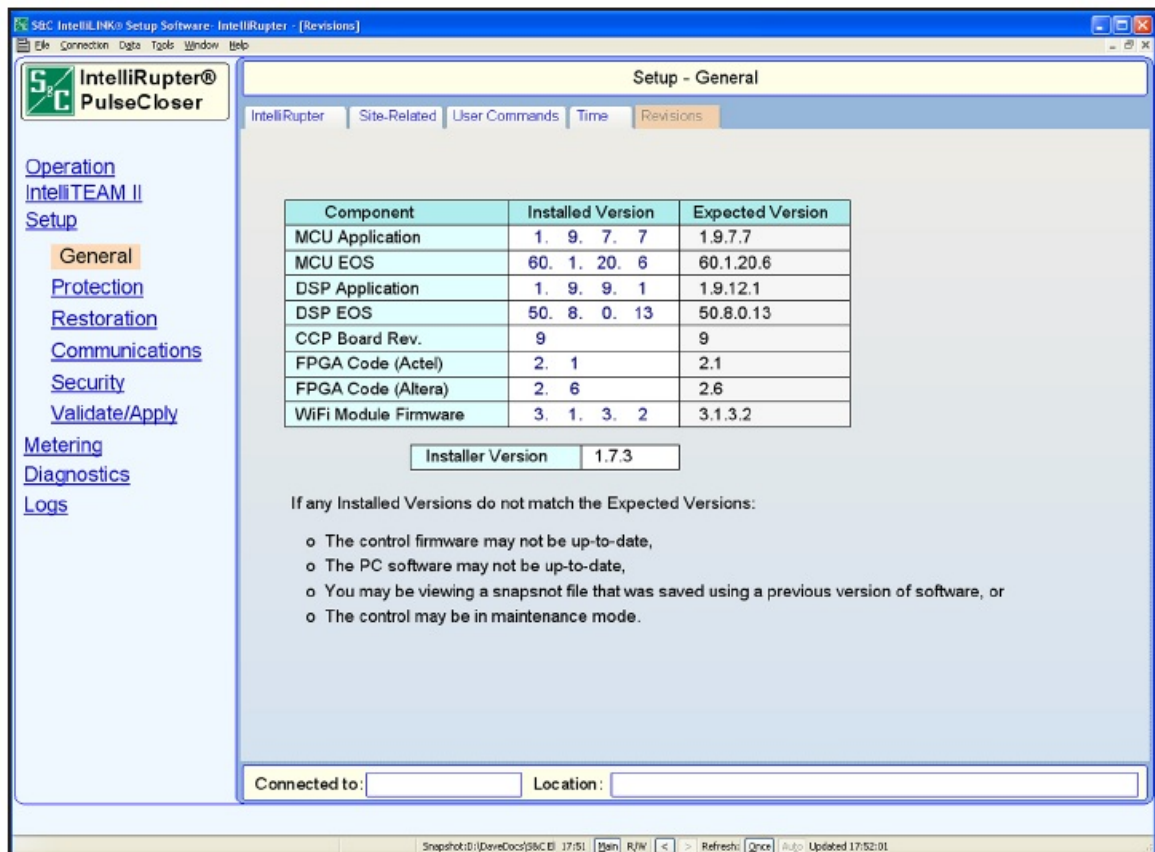 S&C IntelliLINK® Setup Software- IntelliRupter - [Revisions]
File Connection Data Tools Window Help
S&C IntelliRupter®
PulseCloser
Setup - General
IntelliRupter Site-Related User Commands Time Revisions
Operation
IntelliTEAM II
Setup
General
Protection
Restoration
Communications
Security
Validate/Apply
Metering
Diagnostics
Logs
Component Installed Version Expected Version
MCU Application 1. 9. 7. 7 1.9.7.7
MCU EOS 60. 1. 20. 6 60.1.20.6
DSP Application 1. 9. 9. 1 1.9.12.1
DSP EOS 50. 8. 0. 13 50.8.0.13
CCP Board Rev. 9 9
FPGA Code (Actel) 2. 1 2.1
FPGA Code (Altera) 2. 6 2.6
WiFi Module Firmware 3. 1. 3. 2 3.1.3.2
Installer Version 1.7.3
If any Installed Versions do not match the Expected Versions:
o The control firmware may not be up-to-date,
o The PC software may not be up-to-date,
o You may be viewing a snapsnot file that was saved using a previous version of software, or
o The control may be in maintenance mode.
Connected to: Location:
Snapshot:D:\DaveDocs\S&C El 17:51 Main R/W < > Refresh: Once Auto Updated 17:52:01